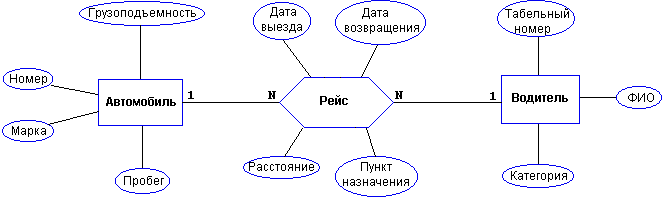 Грузоподъемность
Дата
выезда
Дата
возвращения
Табельный
номер
Номер
Автомобиль
1
N
Рейс
N
1
Водитель
ФИО
Марка
Пробег
Расстояние
Пункт
назначения
Категория